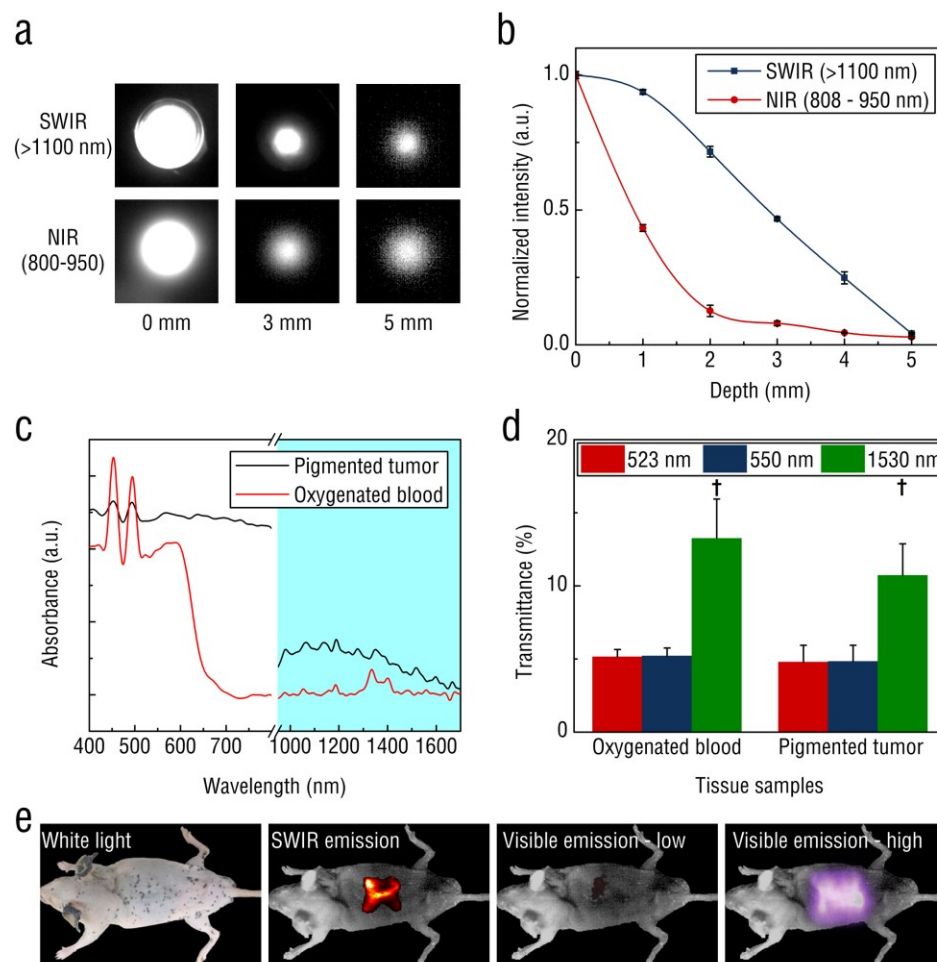 a
SWIR
(>1100 nm)
NIR
(800-950)
0 mm
3 mm
5 mm
b
SWIR (>1100 nm)
NIR (808 - 950 nm)
1.0
0.5
0.0
Normalized intensity (a.u.)
0 1 2 3 4 5
Depth (mm)
c
Pigmented tumor
Oxygenated blood
Absorbance (a.u.)
400 500 600 700 1000 1200 1400 1600
Wavelength (nm)
d
523 nm
550 nm
1530 nm
† †
20
10
0
Transmittance (%)
Oxygenated blood
Pigmented tumor
Tissue samples
e
White light
SWIR emission
Visible emission - low
Visible emission - high